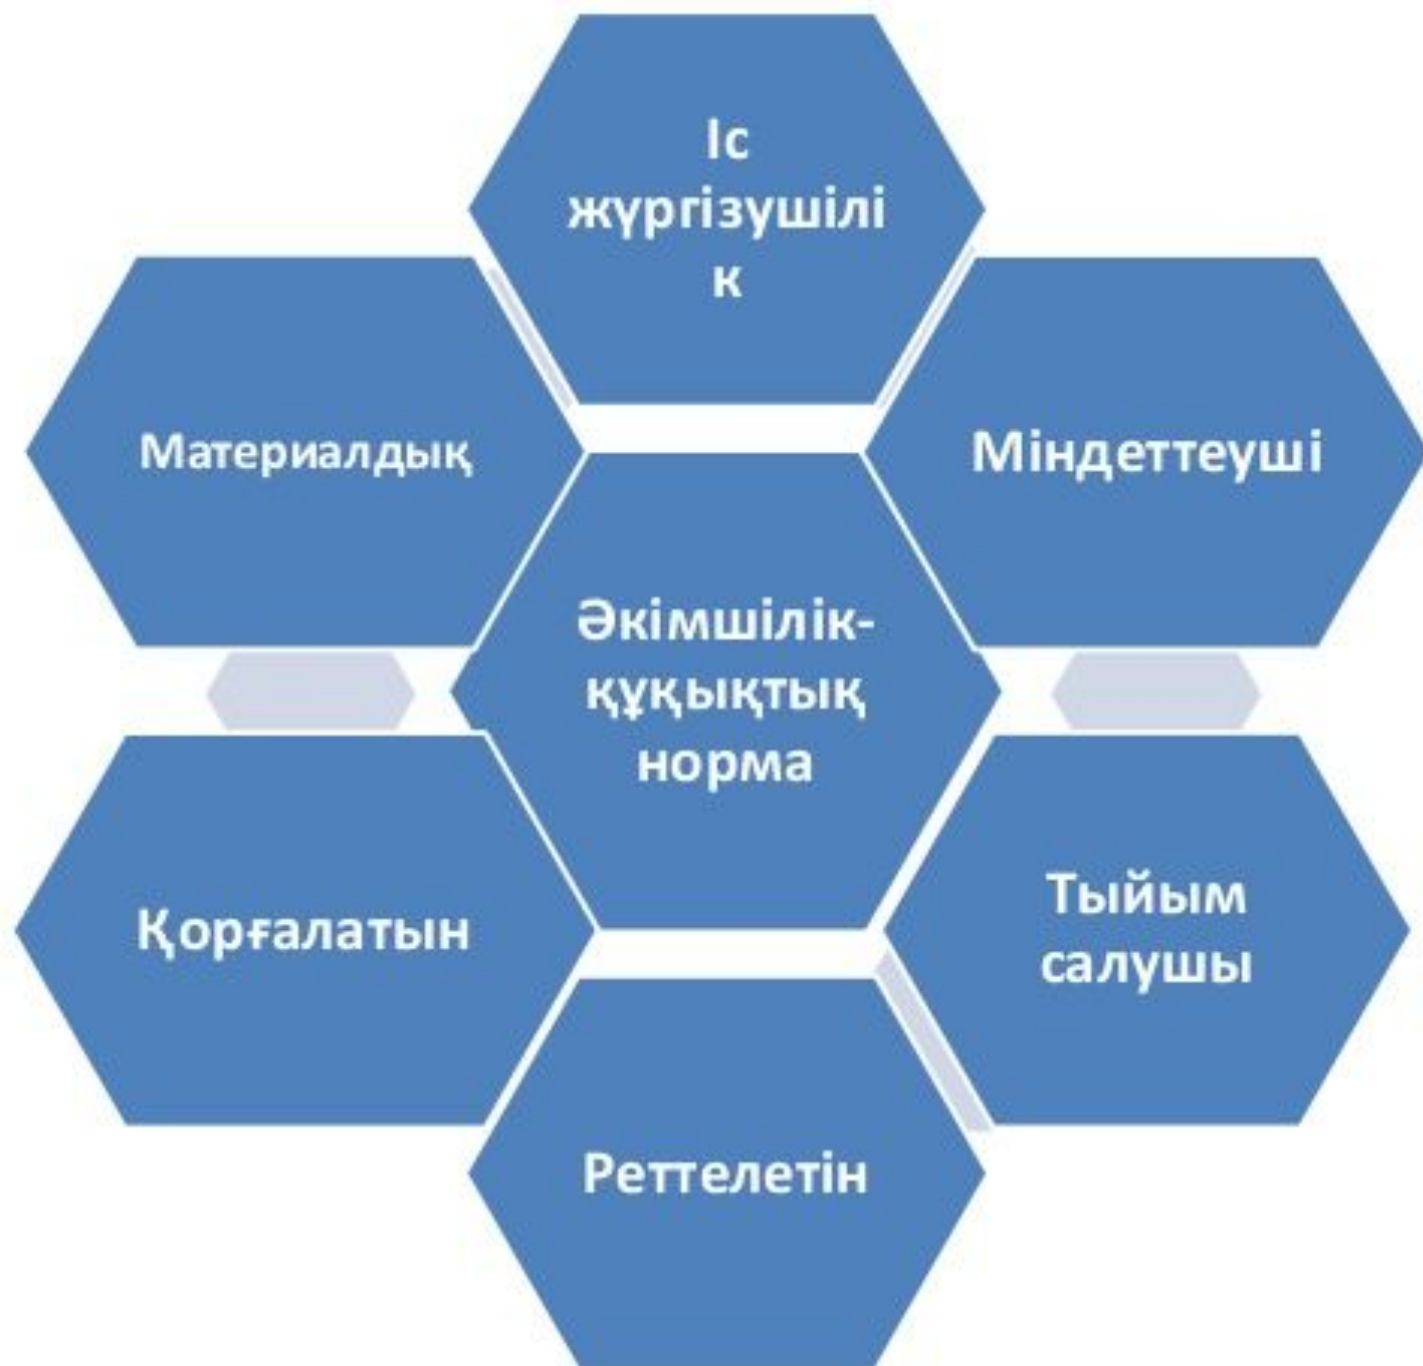 Іс
жүргізушілі
к
Материалдық
Міндеттеуші
Әкімшілік-
құқықтық
норма
Қорғалатын
Тыйым
салушы
Реттелетін